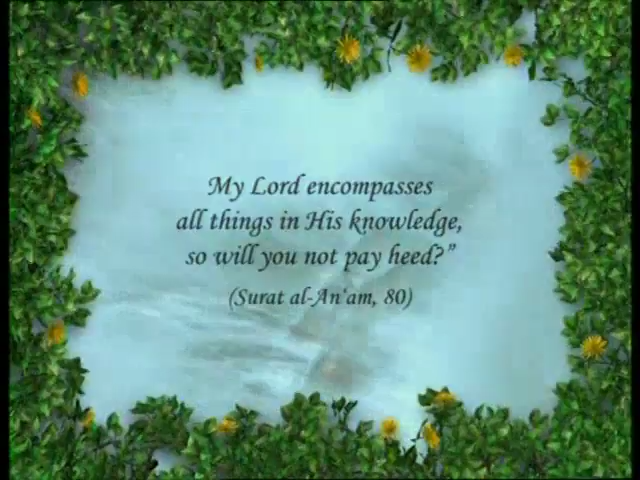 My Lord encompasses
all things in His knowledge,
so will you not pay heed?”
(Surat al-An‘am, 80)